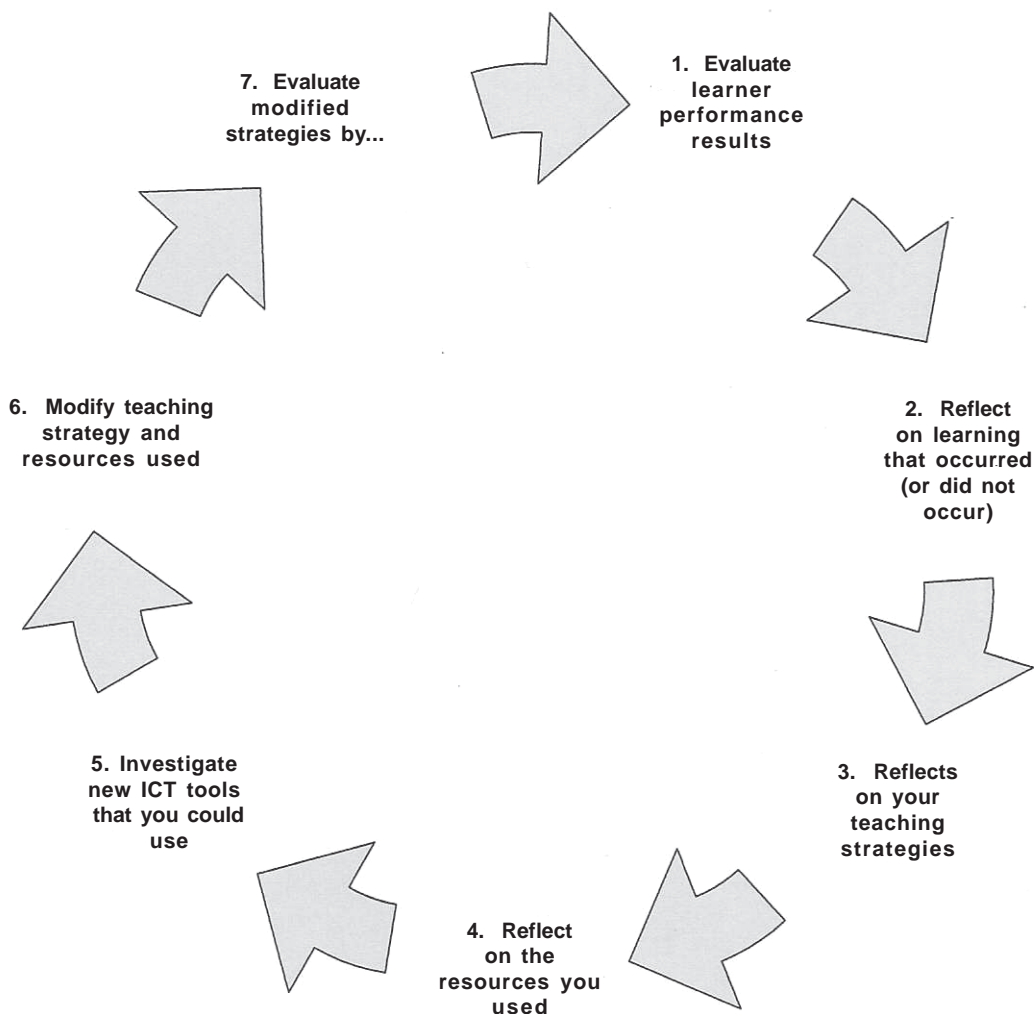 1. Evaluate
learner
performance
results
2. Reflect
on learning
that occurred
(or did not
occur)
3. Reflects
on your
teaching
strategies
4. Reflect
on the
resources you
used
5. Investigate
new ICT tools
that you could
use
6. Modify teaching
strategy and
resources used
7. Evaluate
modified
strategies by...